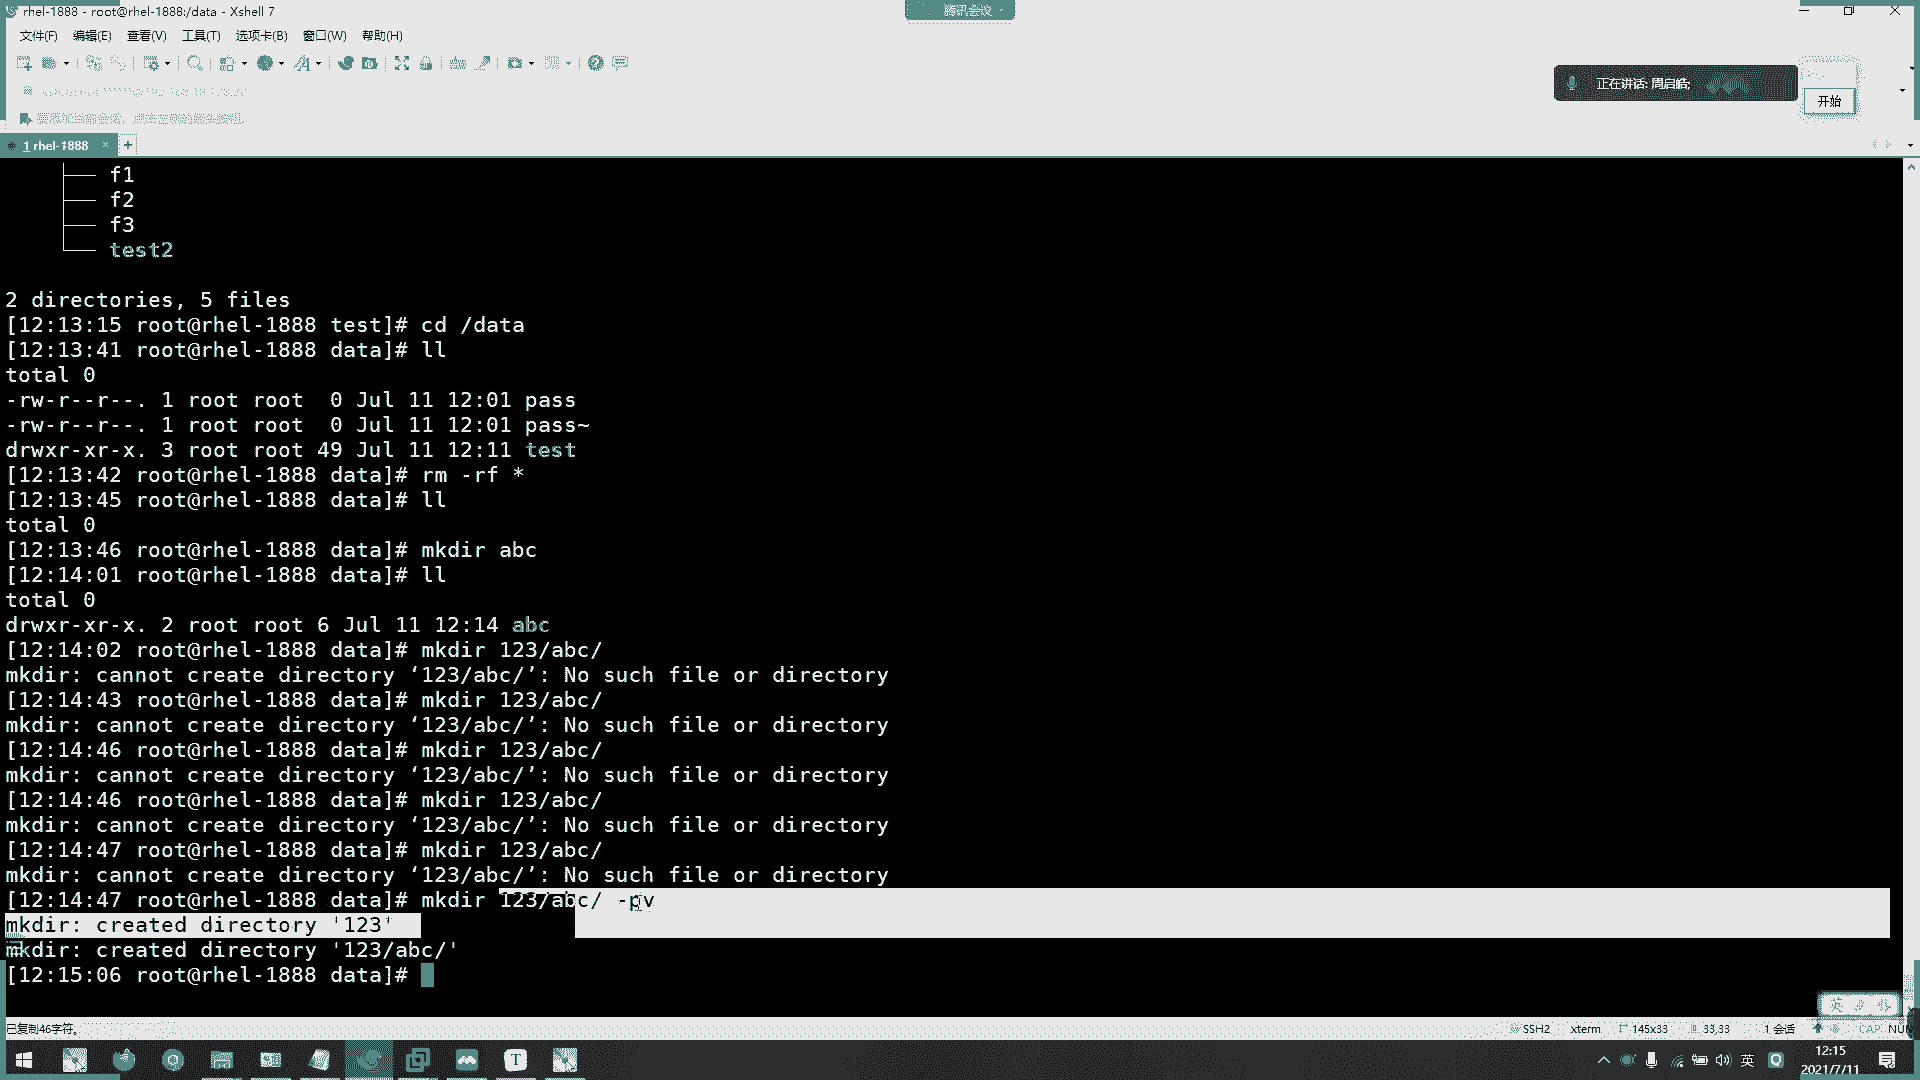 rhel-1888 - root@rhel-1888:/data - Xshell 7
腾讯会议
文件(F) 编辑(E) 查看(V) 工具(T) 选项卡(B) 窗口(W) 帮助(H)
正在讲话: 周启皓;
开始
1 rhel-1888
f1
f2
f3
test2
2 directories, 5 files
[12:13:15 root@rhel-1888 test]# cd /data
[12:13:41 root@rhel-1888 data]# ll
total 0
-rw-r--r--. 1 root root  0 Jul 11 12:01 pass
-rw-r--r--. 1 root root  0 Jul 11 12:01 pass~
drwxr-xr-x. 3 root root 49 Jul 11 12:11 test
[12:13:42 root@rhel-1888 data]# rm -rf *
[12:13:45 root@rhel-1888 data]# ll
total 0
[12:13:46 root@rhel-1888 data]# mkdir abc
[12:14:01 root@rhel-1888 data]# ll
total 0
drwxr-xr-x. 2 root root 6 Jul 11 12:14 abc
[12:14:02 root@rhel-1888 data]# mkdir 123/abc/
mkdir: cannot create directory ‘123/abc/’: No such file or directory
[12:14:43 root@rhel-1888 data]# mkdir 123/abc/
mkdir: cannot create directory ‘123/abc/’: No such file or directory
[12:14:46 root@rhel-1888 data]# mkdir 123/abc/
mkdir: cannot create directory ‘123/abc/’: No such file or directory
[12:14:46 root@rhel-1888 data]# mkdir 123/abc/
mkdir: cannot create directory ‘123/abc/’: No such file or directory
[12:14:47 root@rhel-1888 data]# mkdir 123/abc/
mkdir: cannot create directory ‘123/abc/’: No such file or directory
[12:14:47 root@rhel-1888 data]# mkdir 123/abc/ -pv
mkdir: created directory '123'
mkdir: created directory '123/abc/'
[12:15:06 root@rhel-1888 data]#
英
已复制46字符。 SSH2 xterm 145x33 33,33 1 会话 CAP NUM
英 12:15
2021/7/11